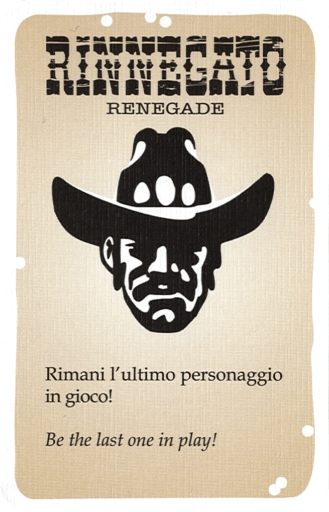 RINNEGATO
RENEGADE
Rimani l'ultimo personaggio
in gioco!
Be the last one in play!